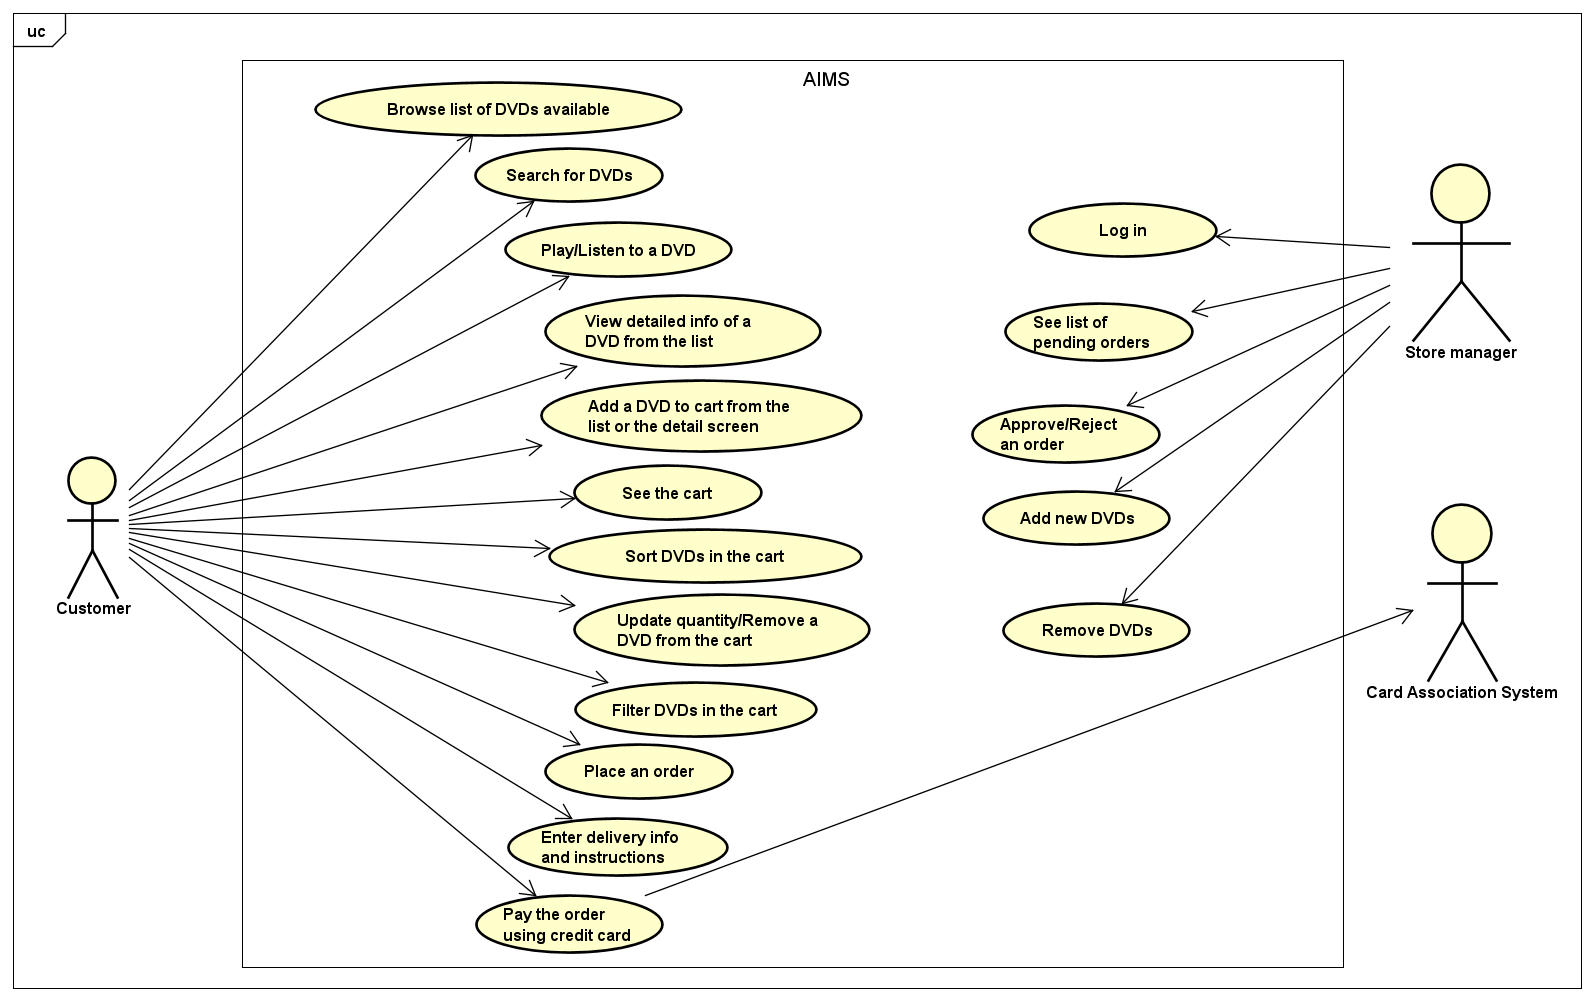 uc
AIMS
Browse list of DVDs available
Search for DVDs
Play/Listen to a DVD
View detailed info of a
DVD from the list
Add a DVD to cart from the
list or the detail screen
See the cart
Sort DVDs in the cart
Update quantity/Remove a
DVD from the cart
Filter DVDs in the cart
Place an order
Enter delivery info
and instructions
Pay the order
using credit card
Customer
Log in
See list of
pending orders
Approve/Reject
an order
Add new DVDs
Remove DVDs
Store manager
Card Association System